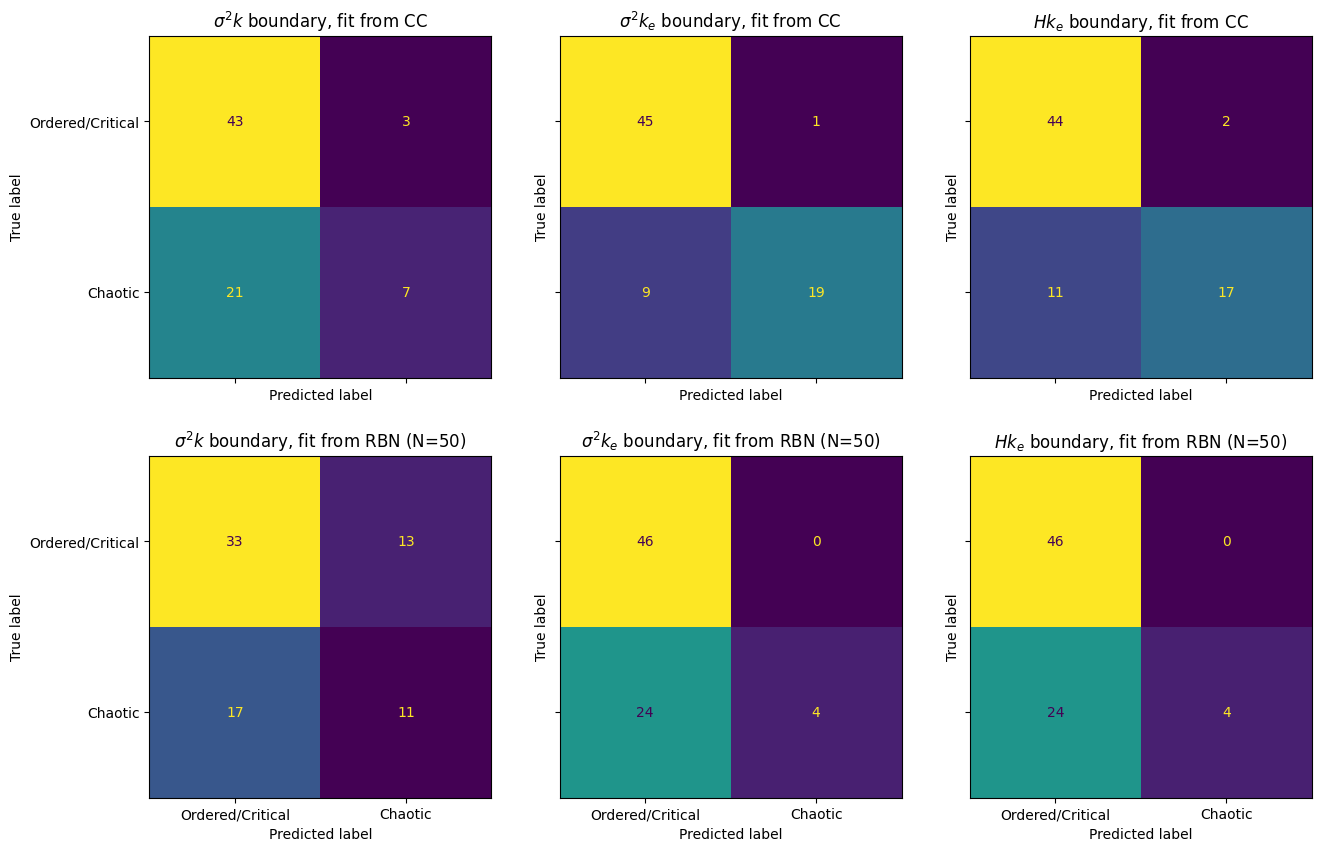 σ²k boundary, fit from CC
Ordered/Critical
Chaotic
True label
43
3
21
7
Predicted label
σ²kₑ boundary, fit from CC
True label
45
1
9
19
Predicted label
Hkₑ boundary, fit from CC
True label
44
2
11
17
Predicted label
σ²k boundary, fit from RBN (N=50)
Ordered/Critical
Chaotic
True label
33
13
17
11
Ordered/Critical
Chaotic
Predicted label
σ²kₑ boundary, fit from RBN (N=50)
True label
46
0
24
4
Ordered/Critical
Chaotic
Predicted label
Hkₑ boundary, fit from RBN (N=50)
True label
46
0
24
4
Ordered/Critical
Chaotic
Predicted label